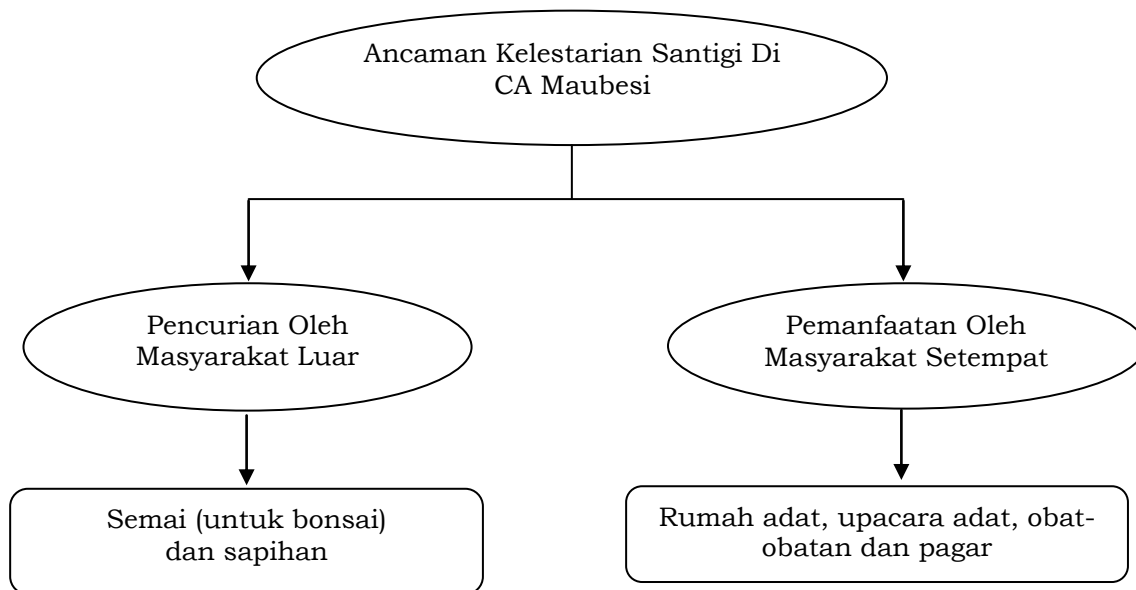 Ancaman Kelestarian Santigi Di
CA Maubesi
Pencurian Oleh
Masyarakat Luar
Pemanfaatan Oleh
Masyarakat Setempat
Semai (untuk bonsai)
dan sapihan
Rumah adat, upacara adat, obat-
obatan dan pagar